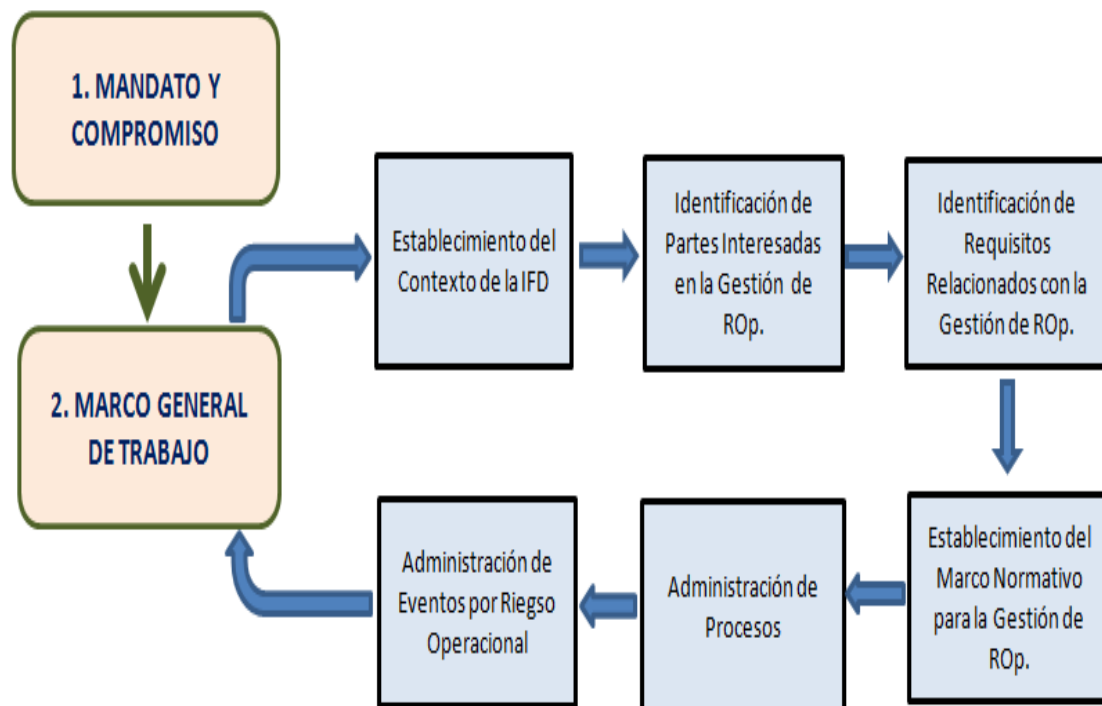 1. MANDATO Y
COMPROMISO
2. MARCO GENERAL
DE TRABAJO
Establecimiento del
Contexto de la IFD
Identificación de
Partes Interesadas
en la Gestión de
ROp.
Identificación de
Requisitos
Relacionados con la
Gestión de ROp.
Establecimiento del
Marco Normativo
para la Gestión de
ROp.
Administración de
Procesos
Administración de
Eventos por Riegso
Operacional